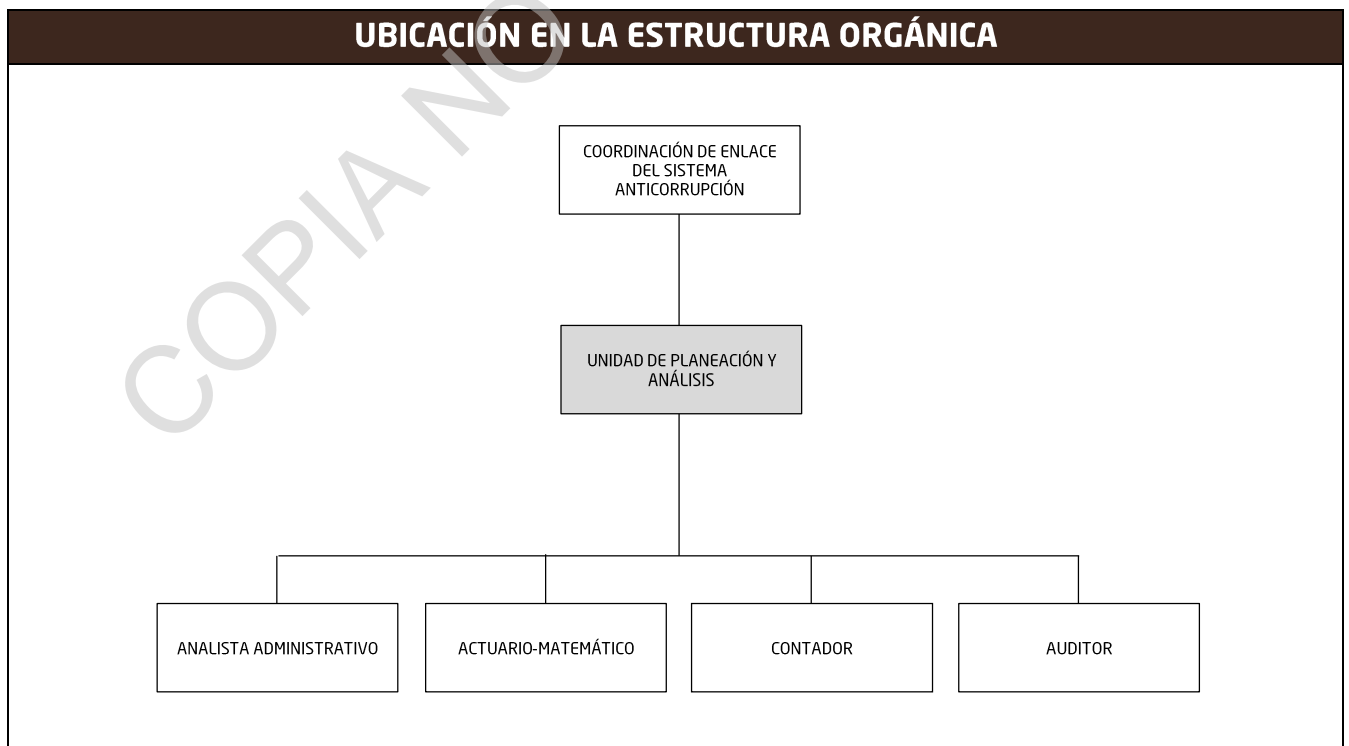 UBICACIÓN EN LA ESTRUCTURA ORGÁNICA
COPIA NO
COORDINACIÓN DE ENLACE
DEL SISTEMA
ANTICORRUPCIÓN
UNIDAD DE PLANEACIÓN Y
ANÁLISIS
ANALISTA ADMINISTRATIVO
ACTUARIO-MATEMÁTICO
CONTADOR
AUDITOR